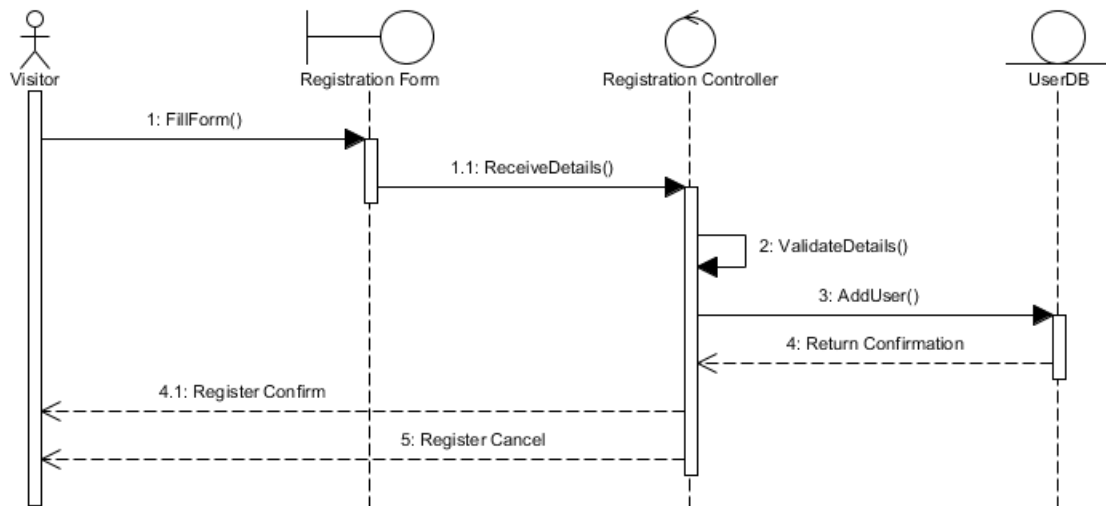 Visitor
Registration Form
Registration Controller
UserDB
1: FillForm()
1.1: ReceiveDetails()
2: ValidateDetails()
3: AddUser()
4: Return Confirmation
4.1: Register Confirm
5: Register Cancel